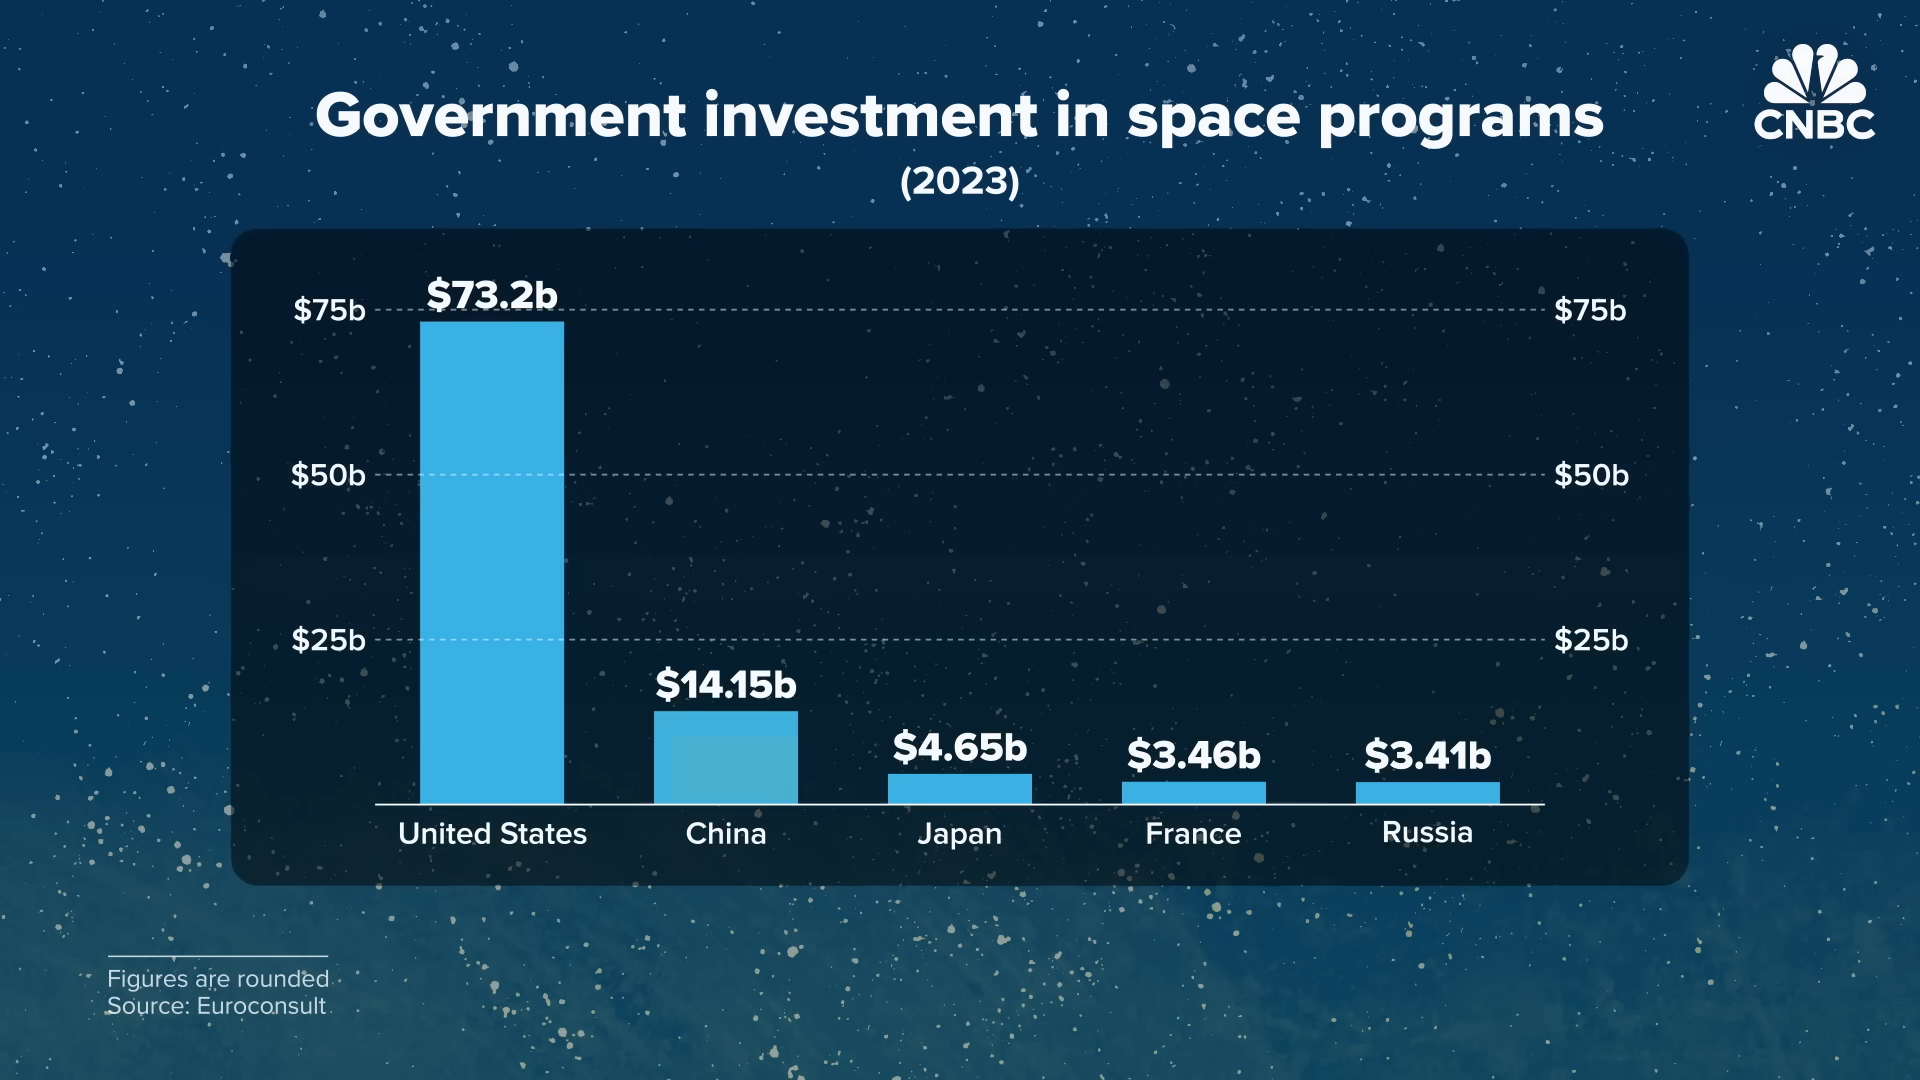 Government investment in space programs
(2023)
CNBC
$75b
$73.2b
$75b
$50b
$50b
$25b
$25b
$14.15b
$4.65b
$3.46b
$3.41b
United States
China
Japan
France
Russia
Figures are rounded
Source: Euroconsult